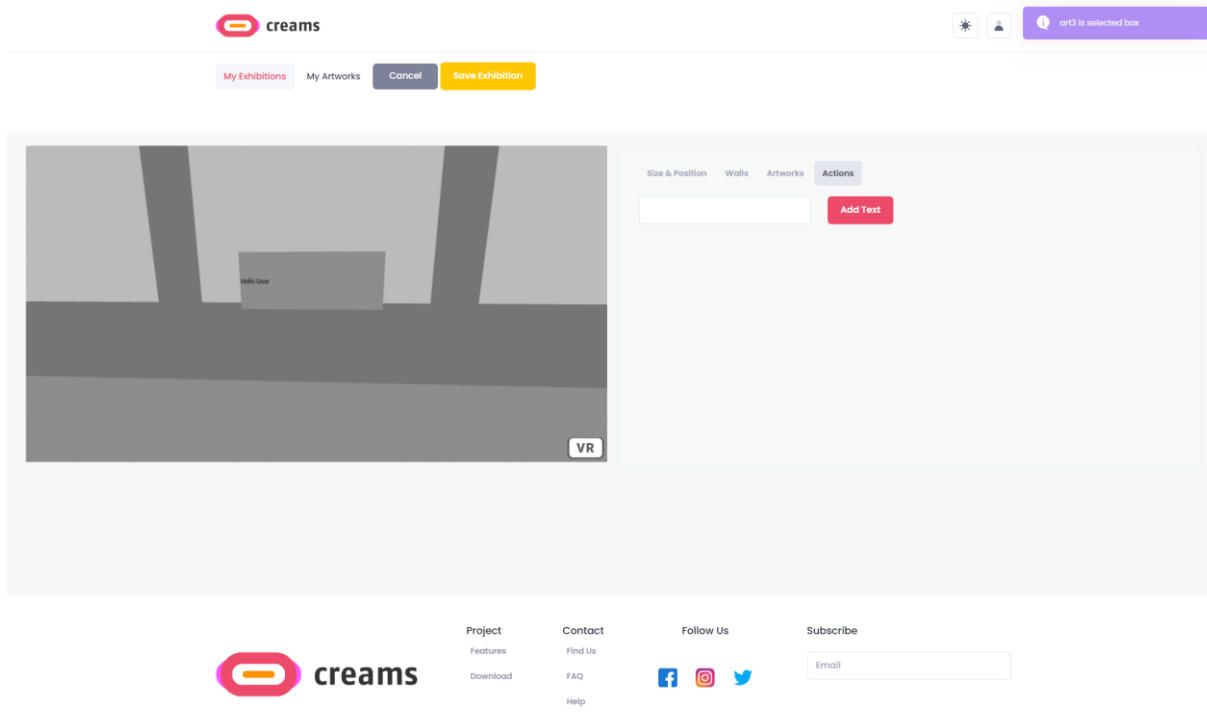 creams
art3 is selected box
My Exhibitions My Artworks Cancel Save Exhibition
Size & Position Walls Artworks Actions
Add Text
Hello User
VR
Project Contact Follow Us Subscribe
Features Find Us
Email
creams
Download FAQ
Help